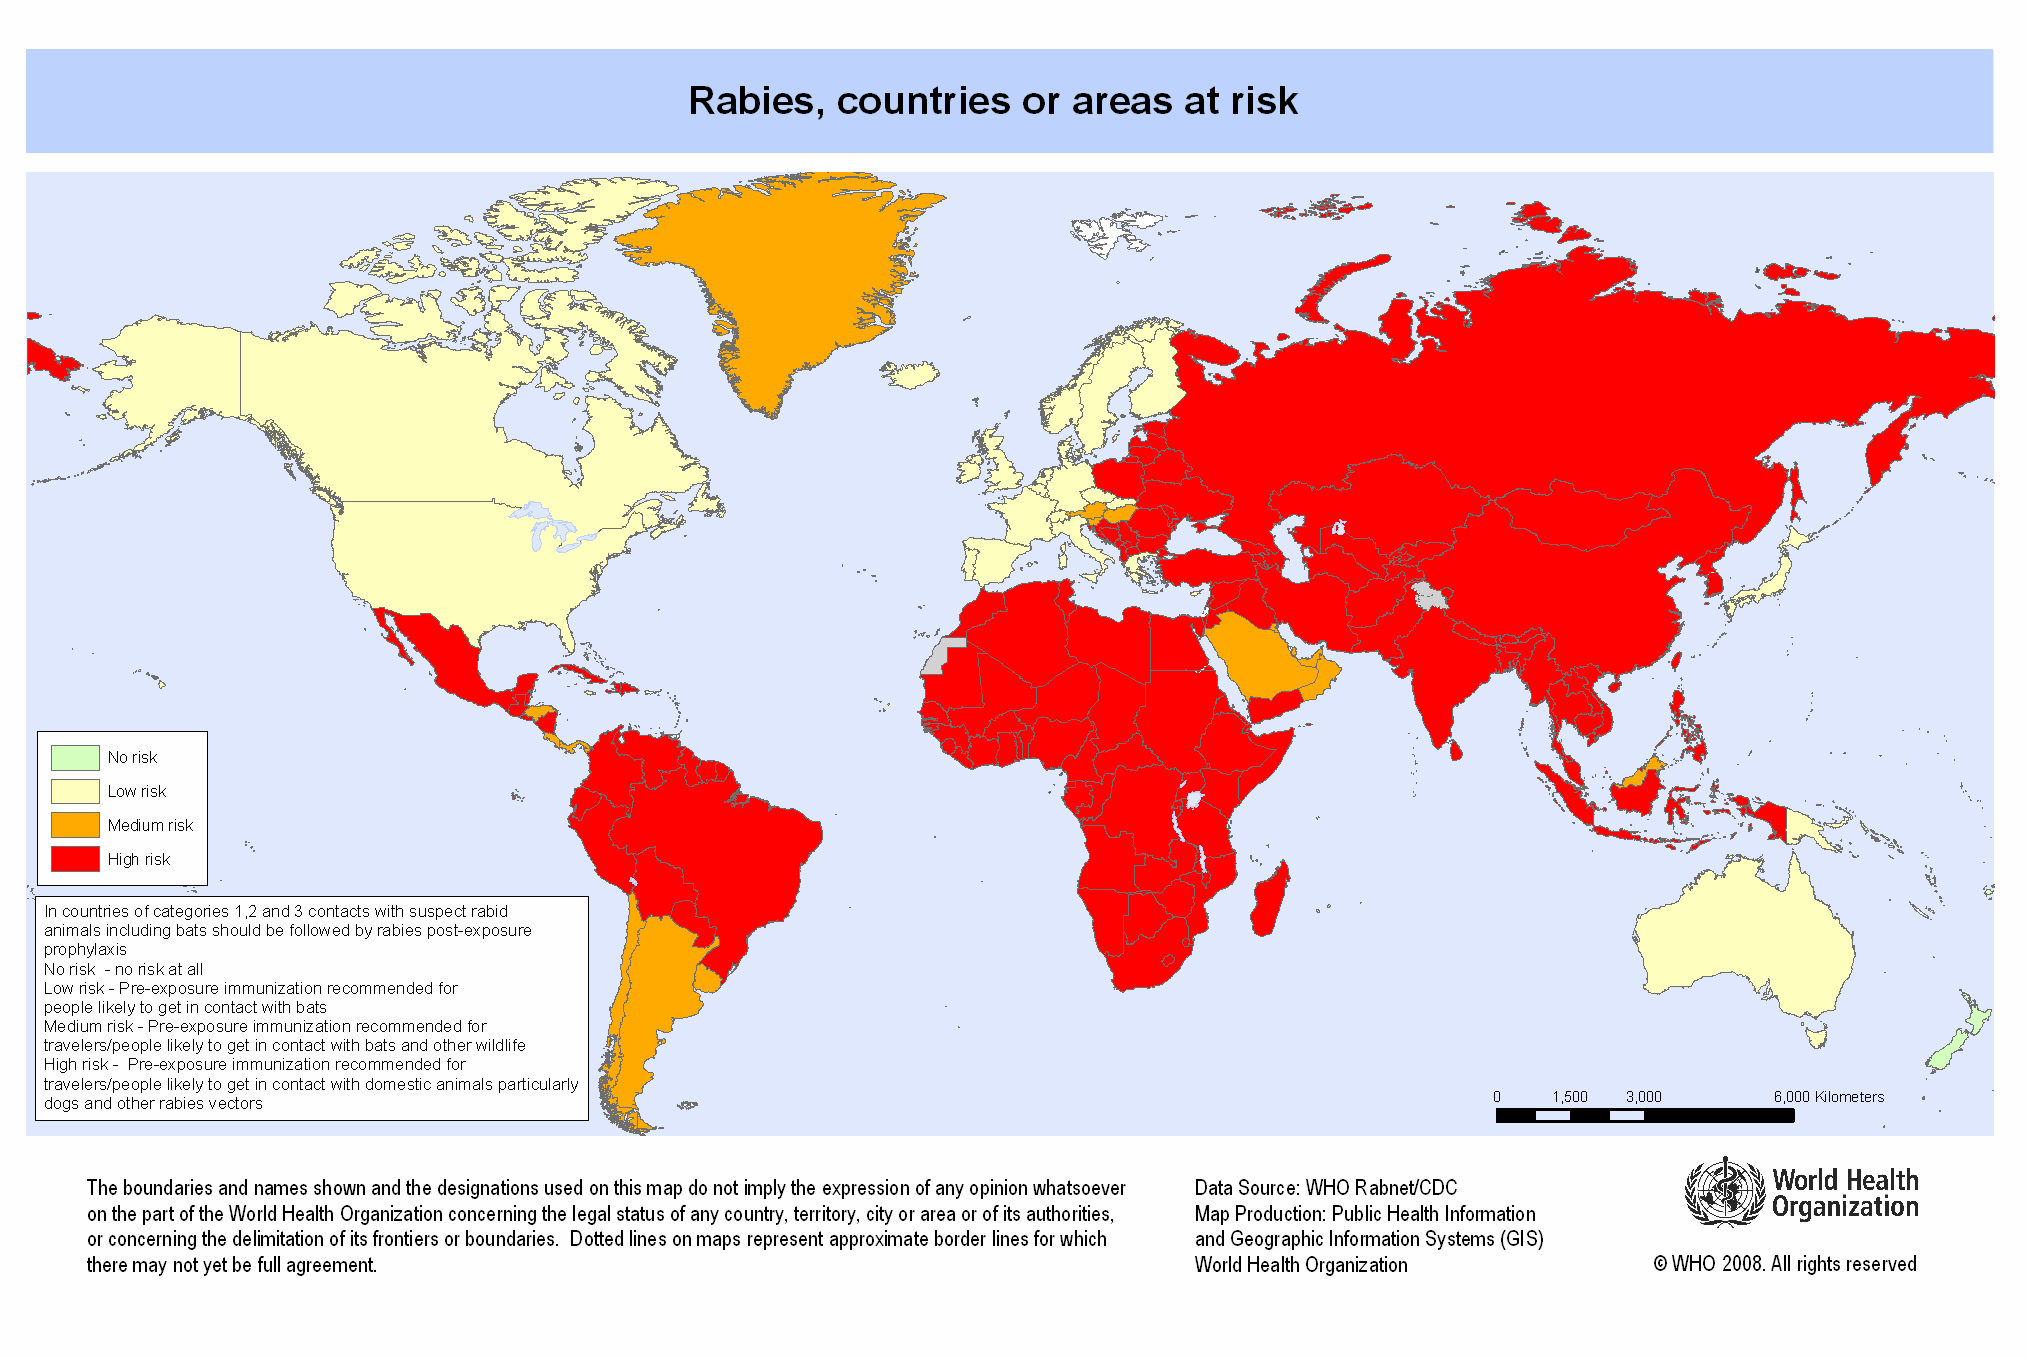 Rabies, countries or areas at risk
No risk
Low risk
Medium risk
High risk
In countries of categories 1,2 and 3 contacts with suspect rabid
animals including bats should be followed by rabies post-exposure
prophylaxis
No risk - no risk at all
Low risk - Pre-exposure immunization recommended for
people likely to get in contact with bats
Medium risk - Pre-exposure immunization recommended for
travelers/people likely to get in contact with bats and other wildlife
High risk - Pre-exposure immunization recommended for
travelers/people likely to get in contact with domestic animals particularly
dogs and other rabies vectors
0 1,500 3,000 6,000 Kilometers
The boundaries and names shown and the designations used on this map do not imply the expression of any opinion whatsoever
on the part of the World Health Organization concerning the legal status of any country, territory, city or area or of its authorities,
or concerning the delimitation of its frontiers or boundaries. Dotted lines on maps represent approximate border lines for which
there may not yet be full agreement.
Data Source: WHO Rabnet/CDC
Map Production: Public Health Information
and Geographic Information Systems (GIS)
World Health Organization
World Health
Organization
© WHO 2008. All rights reserved